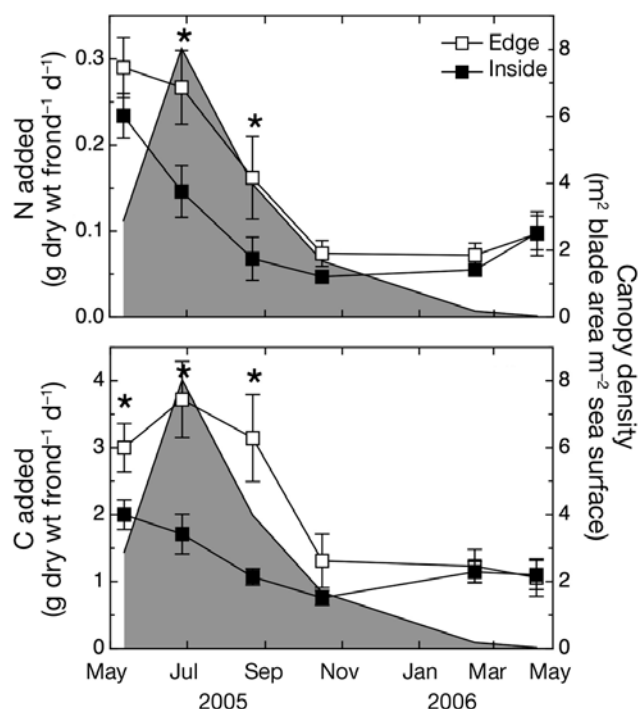 Edge
Inside
0.3
0.2
0.1
0.0
N added
(g dry wt frond⁻¹ d⁻¹)
*
*
8
6
4
2
0
4
3
2
1
0
C added
(g dry wt frond⁻¹ d⁻¹)
*
*
*
8
6
4
2
0
Canopy density
(m² blade area m⁻² sea surface)
May Jul Sep Nov Jan Mar May
2005 2006